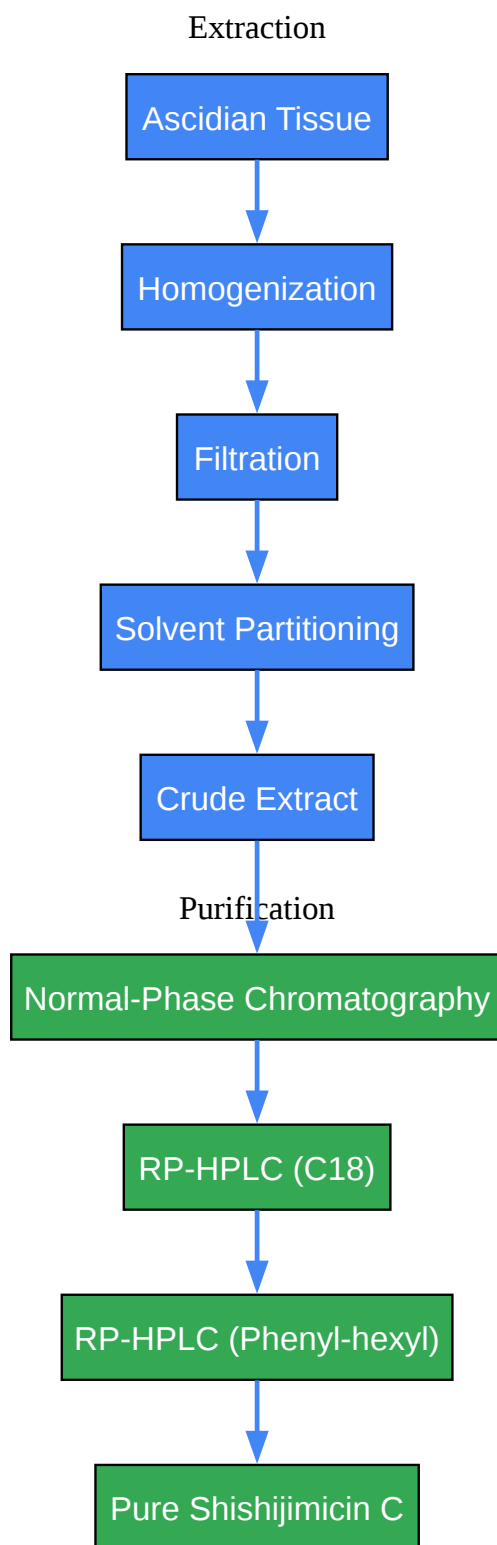 Extraction
Ascidian Tissue
Homogenization
Filtration
Solvent Partitioning
Crude Extract
Purification
Normal-Phase Chromatography
RP-HPLC (C18)
RP-HPLC (Phenyl-hexyl)
Pure Shishijimicin C